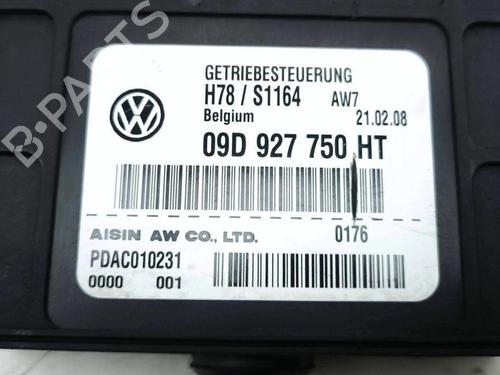 B-PARTS
GETRIEBESTEUERUNG
H78 / S1164 AW7
Belgium 21.02.08
09D 927 750 HT
AISIN AW CO., LTD. 0176
PDAC010231
0000 001